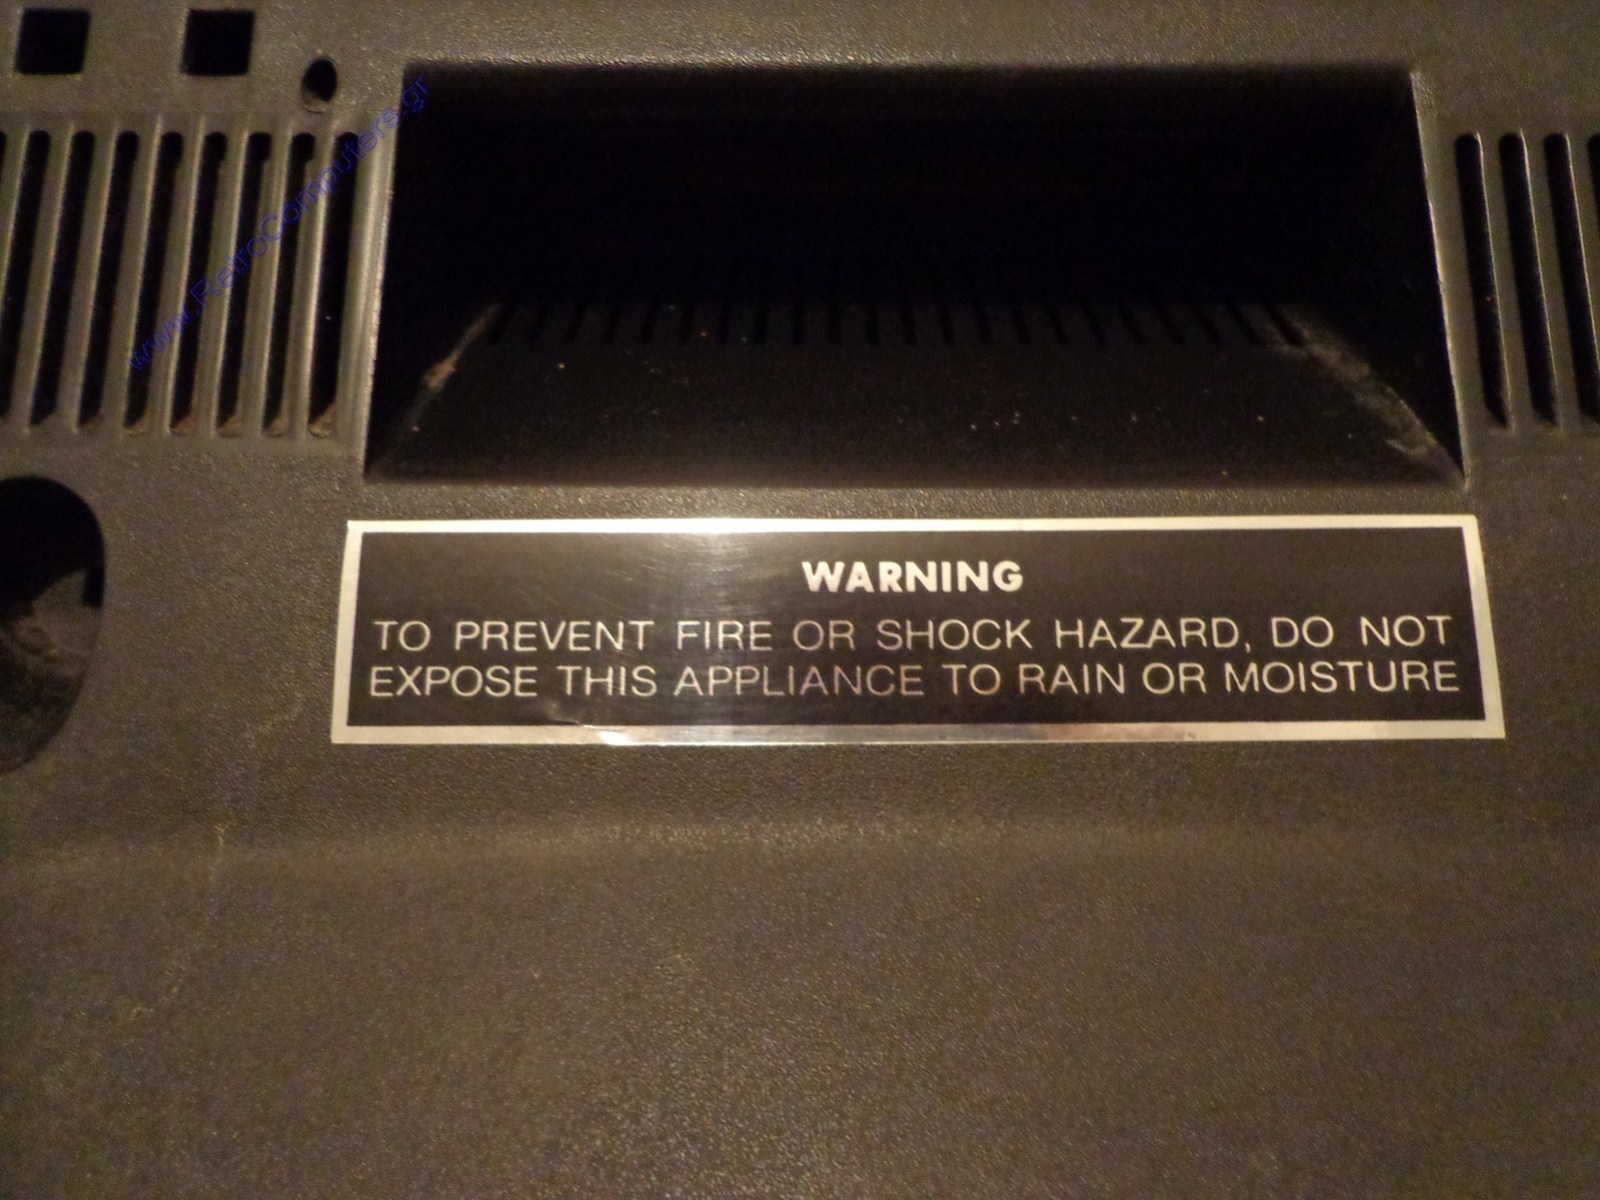 www.RetroComputers.gr
WARNING
TO PREVENT FIRE OR SHOCK HAZARD, DO NOT
EXPOSE THIS APPLIANCE TO RAIN OR MOISTURE